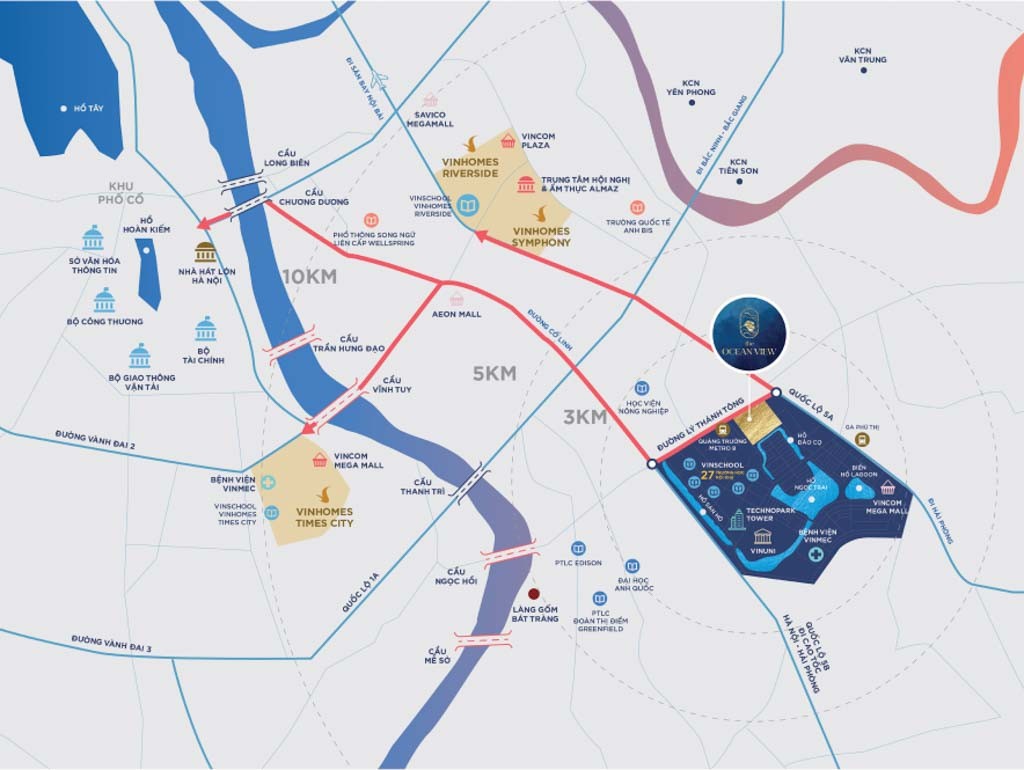 KCN
VÂN TRUNG
KCN
YÊN PHONG
ĐI SÂN BAY NỘI BÀI
SAVICO
MEGAMALL
HỒ TÂY
ĐI BẮC NINH - BẮC GIANG
VINCOM
PLAZA
CẦU
LONG BIÊN
VINHOMES
RIVERSIDE
KCN
TIÊN SƠN
KHU
PHỐ CỔ
CẦU
CHƯƠNG DƯƠNG
TRUNG TÂM HỘI NGHỊ
& ẨM THỰC ALMAZ
VINSCHOOL
VINHOMES
RIVERSIDE
HỒ
HOÀN KIẾM
PHỔ THÔNG SONG NGỮ
LIÊN CẤP WELLSPRING
VINHOMES
SYMPHONY
TRƯỜNG QUỐC TẾ
ANH BIS
SỞ VĂN HÓA
THÔNG TIN
NHÀ HÁT LỚN
HÀ NỘI
10KM
AEON MALL
BỘ CÔNG THƯƠNG
ĐƯỜNG CỔ LINH
CẦU
TRẦN HƯNG ĐẠO
BỘ
TÀI CHÍNH
the
OCEAN VIEW
BỘ GIAO THÔNG
VẬN TẢI
5KM
CẦU
VĨNH TUY
HỌC VIỆN
NÔNG NGHIỆP
3KM
QUỐC LỘ 5A
ĐƯỜNG LÝ THÁNH TÔNG
GA PHÚ THỊ
QUẢNG TRƯỜNG
METRO 8
HỒ
ĐẢO CỌ
ĐƯỜNG VÀNH ĐAI 2
VINCOM
MEGA MALL
VINSCHOOL
27 TRƯỜNG HỌC
NỘI KHU
BIỂN
HỒ LAGOON
BỆNH VIỆN
VINMEC
CẦU
THANH TRÌ
HỒ
NGỌC TRAI
HỒ SAN HÔ
VINCOM
MEGA MALL
ĐI HẢI PHÒNG
VINSCHOOL
VINHOMES
TIMES CITY
VINHOMES
TIMES CITY
TECHNOPARK
TOWER
VINUNI
BỆNH VIỆN
VINMEC
CẦU
NGỌC HỒI
PTLC EDISON
ĐẠI HỌC
ANH QUỐC
QUỐC LỘ 1A
LÀNG GỐM
BÁT TRÀNG
PTLC
ĐOÀN THỊ ĐIỂM
GREENFIELD
ĐƯỜNG VÀNH ĐAI 3
CẦU
MỄ SỞ
QUỐC LỘ 5B
ĐI CAO TỐC
HÀ NỘI - HẢI PHÒNG